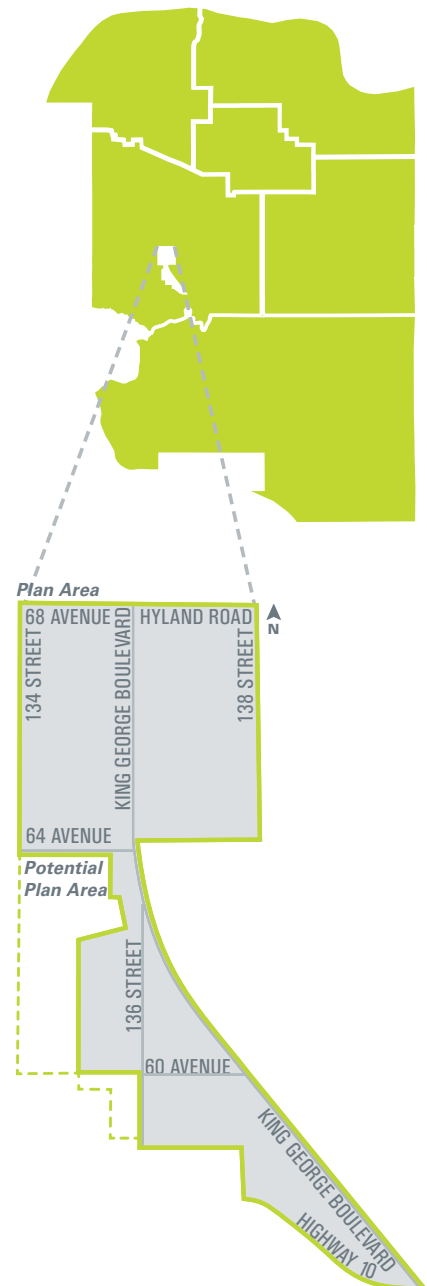 Plan Area
68 AVENUE
HYLAND ROAD
N
134 STREET
KING GEORGE BOULEVARD
138 STREET
64 AVENUE
Potential
Plan Area
136 STREET
60 AVENUE
KING GEORGE BOULEVARD
HIGHWAY 10